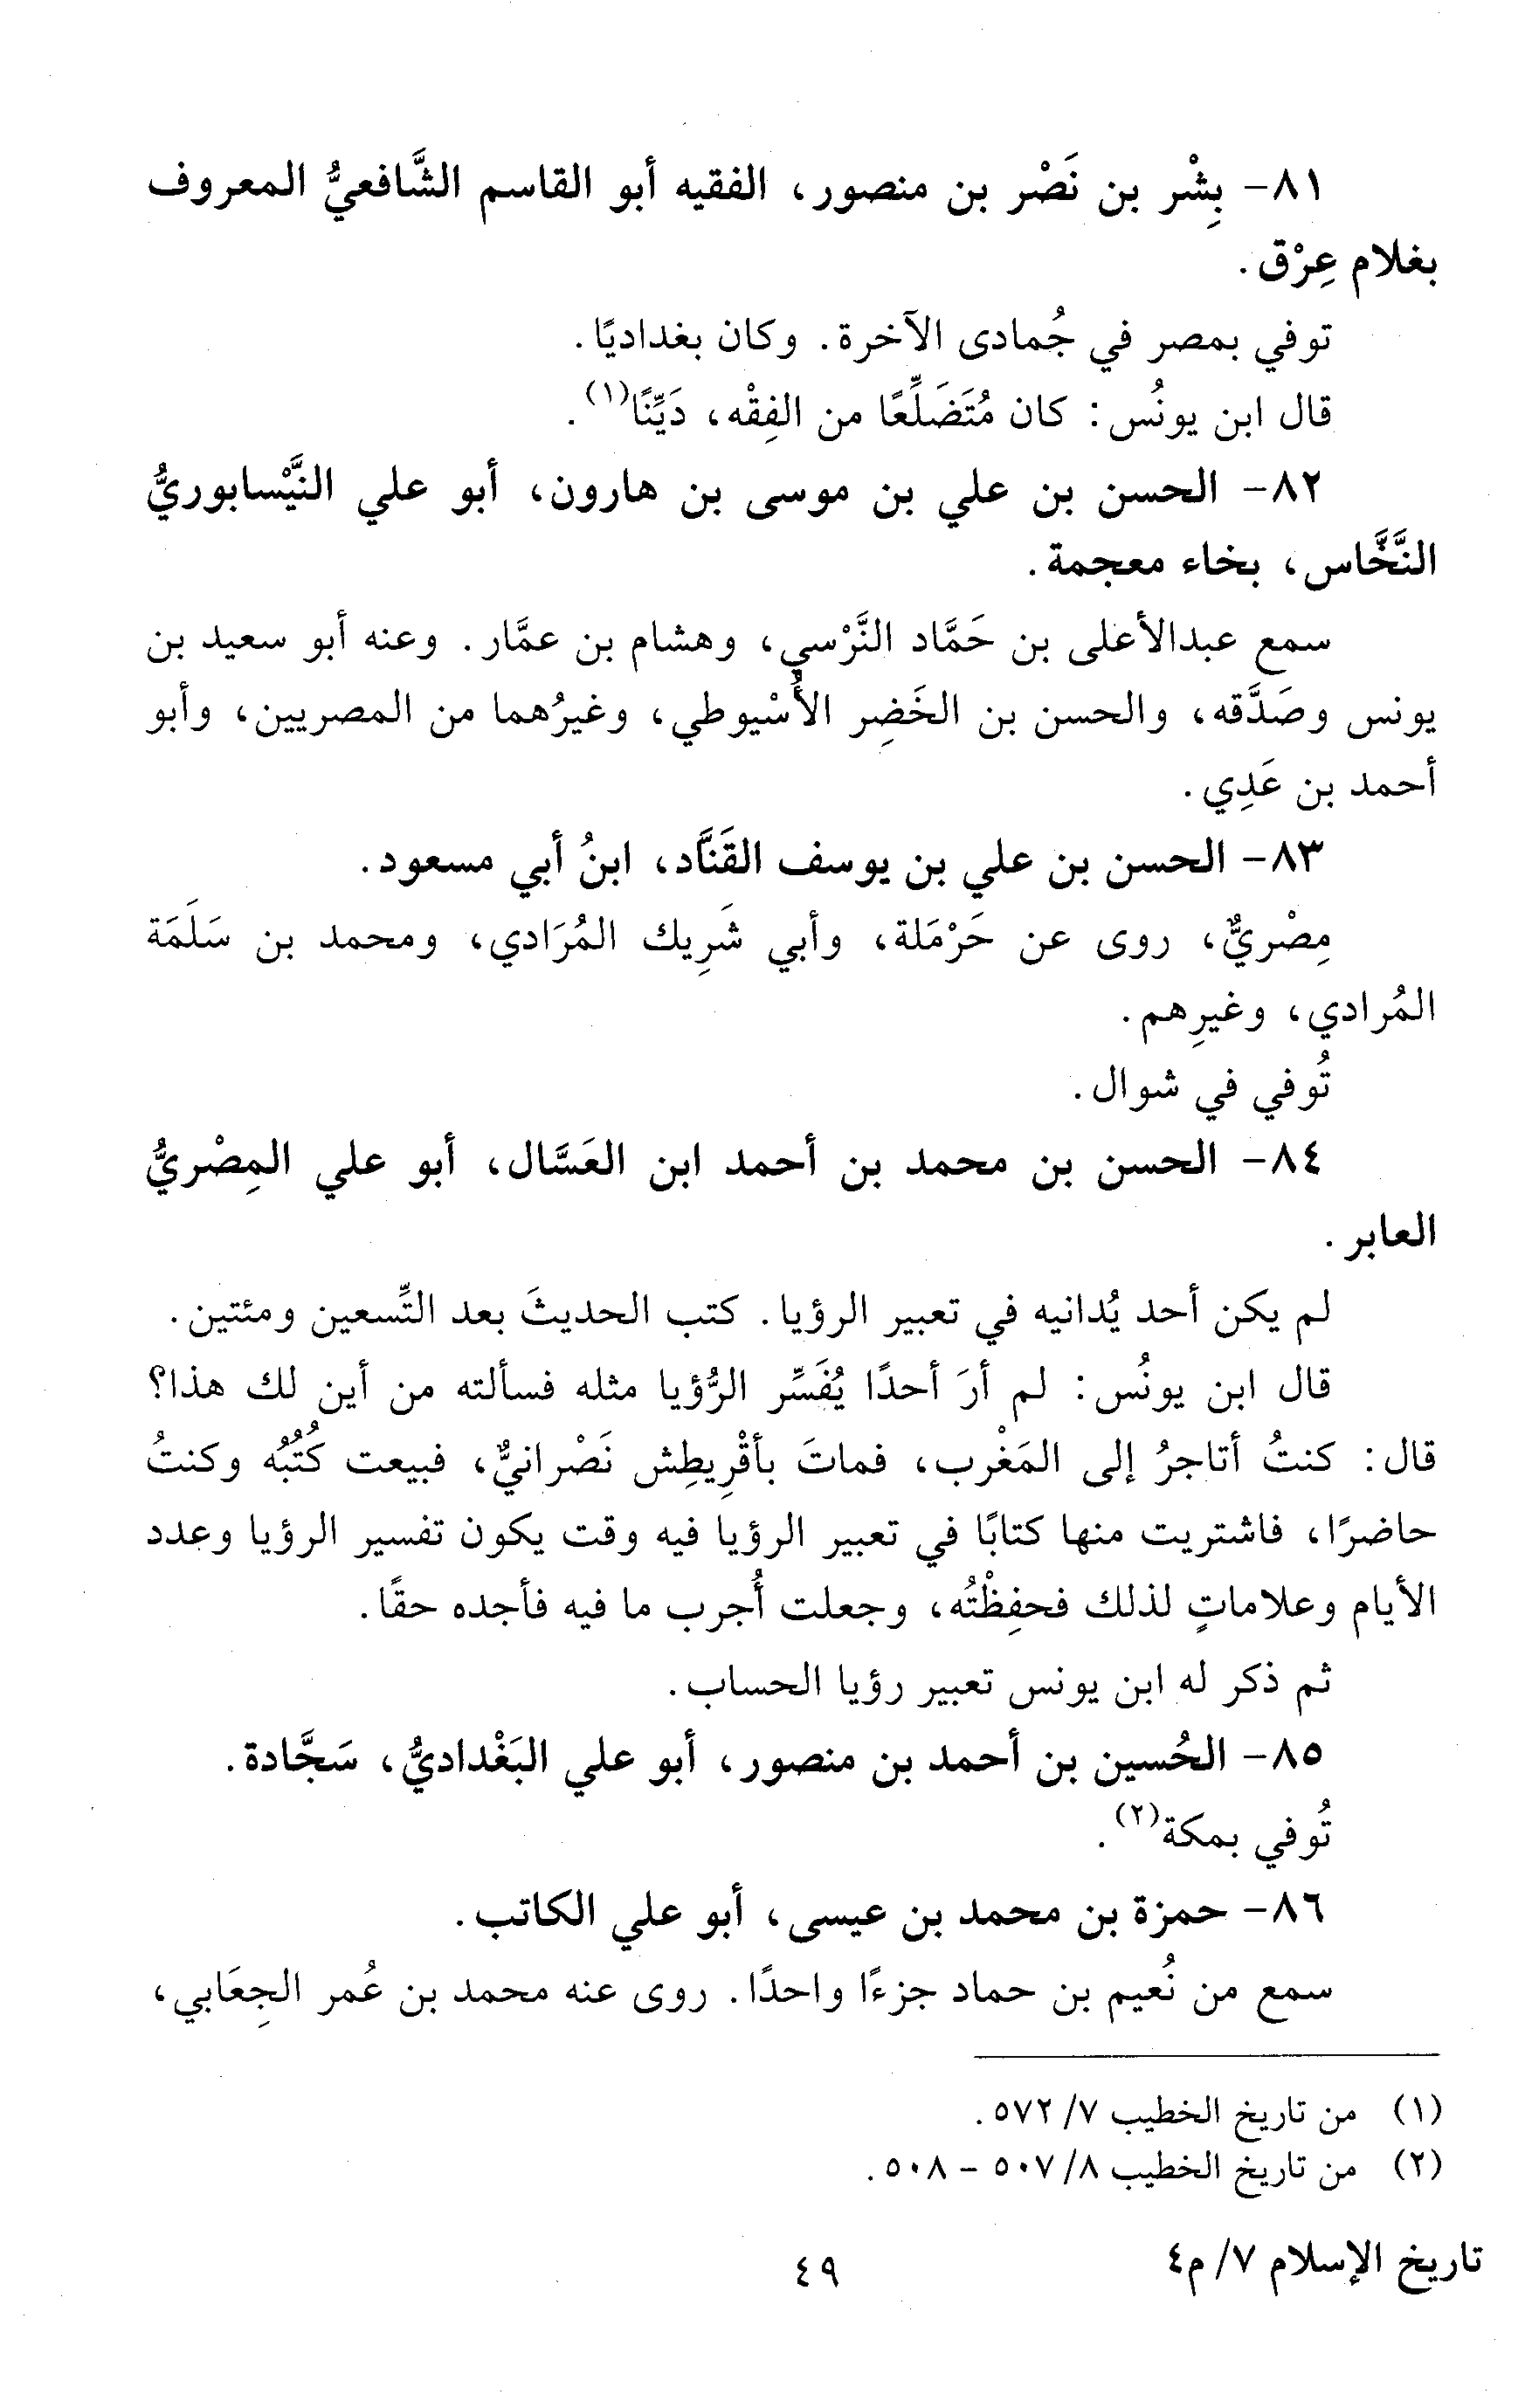 ٨١- بِشْر بن نَصْر بن منصور، الفقيه أبو القاسم الشَّافعيُّ المعروف
بغلام عِرْق.
توفي بمصر في جُمادى الآخرة. وكان بغداديًا.
قال ابن يونُس: كان مُتَضَلِّعًا من الفِقْه، دَيِّنًا(١).
٨٢- الحسن بن علي بن موسى بن هارون، أبو علي النَّيْسابوريُّ
النَّخَّاس، بخاء معجمة.
سمع عبدالأعلى بن حَمَّاد النَّرْسي، وهشام بن عمَّار. وعنه أبو سعيد بن
يونس وصَدَّقه، والحسن بن الخَضِر الأُسْيوطي، وغيرُهما من المصريين، وأبو
أحمد بن عَدِي.
٨٣- الحسن بن علي بن يوسف القَنَّاد، ابنُ أبي مسعود.
مِصْريٌّ، روى عن حَرْمَلة، وأبي شَرِيك المُرَادي، ومحمد بن سَلَمَة
المُرادي، وغيرِهم.
تُوفي في شوال.
٨٤- الحسن بن محمد بن أحمد ابن العَسَّال، أبو علي المِصْريُّ
العابر.
لم يكن أحد يُدانيه في تعبير الرؤيا. كتب الحديثَ بعد التِّسعين ومئتين.
قال ابن يونُس: لم أرَ أحدًا يُفَسِّر الرُّؤيا مثله فسألته من أين لك هذا؟
قال: كنتُ أتاجرُ إلى المَغْرب، فماتَ بأقْرِيطِش نَصْرانيٌّ، فبيعت كُتُبُه وكنتُ
حاضرًا، فاشتريت منها كتابًا في تعبير الرؤيا فيه وقت يكون تفسير الرؤيا وعدد
الأيام وعلاماتٍ لذلك فحفِظْتُه، وجعلت أُجرب ما فيه فأجده حقًا.
ثم ذكر له ابن يونس تعبير رؤيا الحساب.
٨٥- الحُسين بن أحمد بن منصور، أبو علي البَغْداديُّ، سَجَّادة.
تُوفي بمكة(٢).
٨٦- حمزة بن محمد بن عيسى، أبو علي الكاتب.
سمع من نُعيم بن حماد جزءًا واحدًا. روى عنه محمد بن عُمر الجِعَابي،
(١) من تاريخ الخطيب ٧/ ٥٧٢.
(٢) من تاريخ الخطيب ٨/ ٥٠٧ - ٥٠٨.
تاريخ الإسلام ٧/ م٤
٤٩